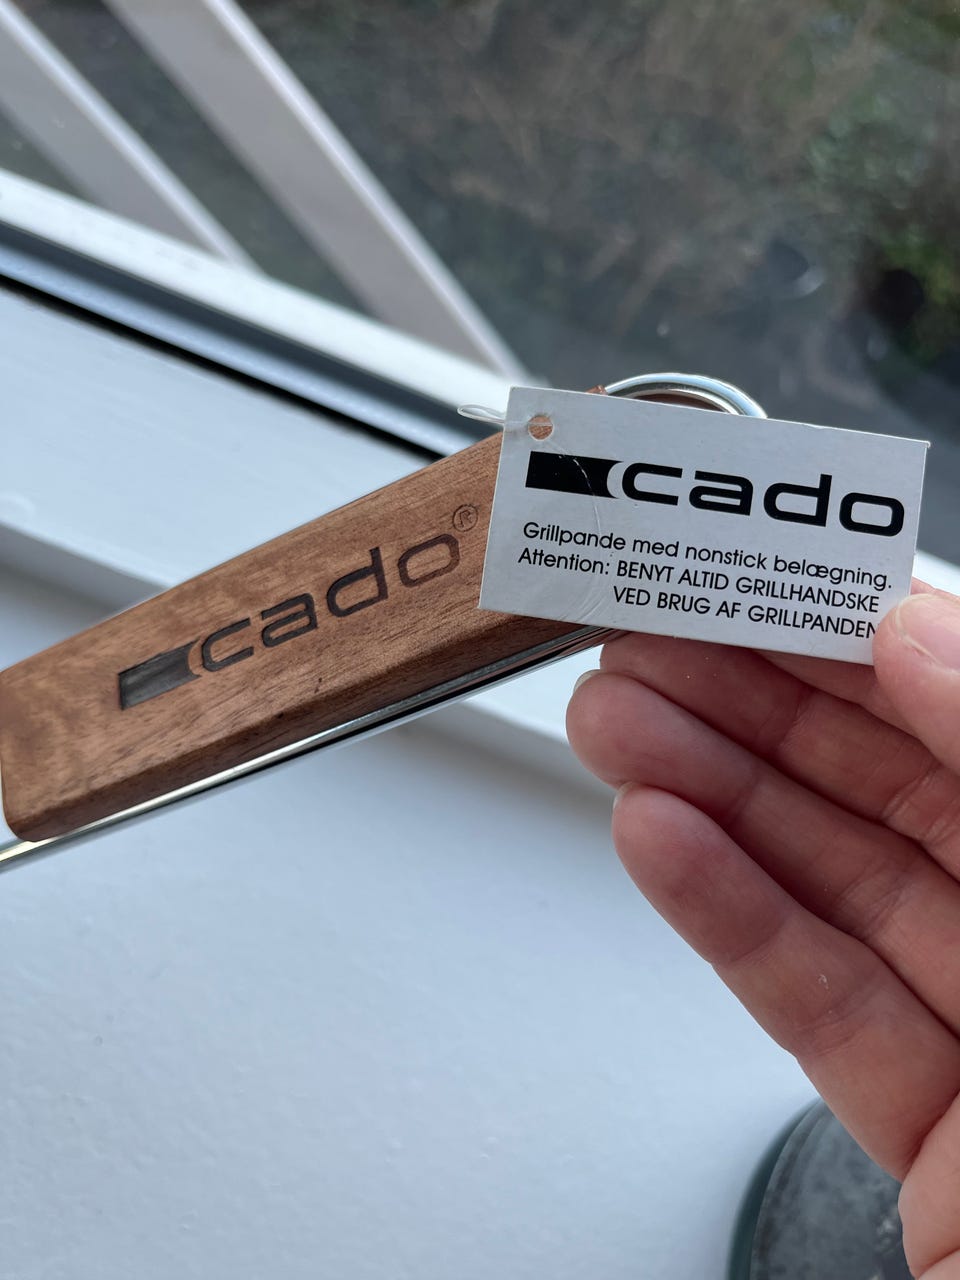 cado®
cado
Grillpande med nonstick belægning.
Attention: BENYT ALTID GRILLHANDSKE
VED BRUG AF GRILLPANDEN